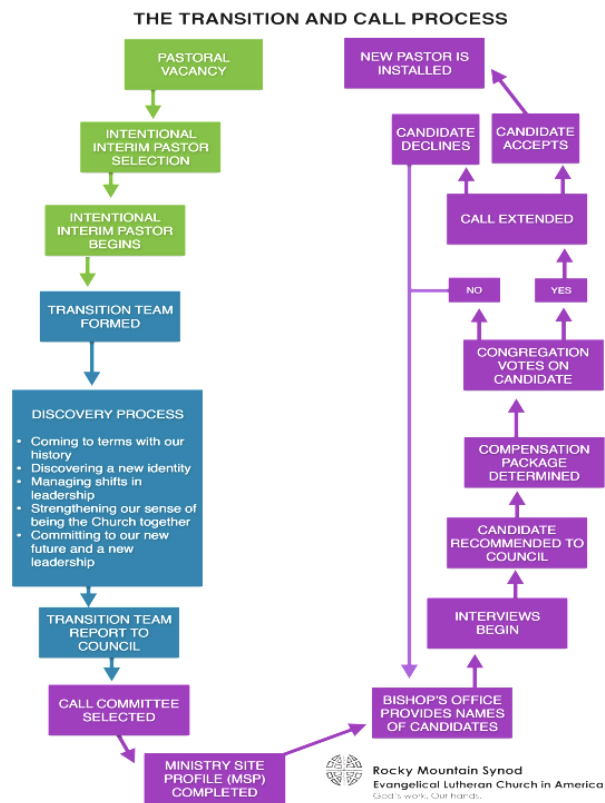 THE TRANSITION AND CALL PROCESS
PASTORAL
VACANCY
INTENTIONAL
INTERIM PASTOR
SELECTION
INTENTIONAL
INTERIM PASTOR
BEGINS
TRANSITION TEAM
FORMED
DISCOVERY PROCESS
• Coming to terms with our
history
• Discovering a new identity
• Managing shifts in
leadership
• Strengthening our sense of
being the Church together
• Committing to our new
future and a new
leadership
TRANSITION TEAM
REPORT TO
COUNCIL
CALL COMMITTEE
SELECTED
MINISTRY SITE
PROFILE (MSP)
COMPLETED
BISHOP'S OFFICE
PROVIDES NAMES
OF CANDIDATES
INTERVIEWS
BEGIN
CANDIDATE
RECOMMENDED TO
COUNCIL
COMPENSATION
PACKAGE
DETERMINED
CONGREGATION
VOTES ON
CANDIDATE
NO
YES
CALL EXTENDED
CANDIDATE
DECLINES
CANDIDATE
ACCEPTS
NEW PASTOR IS
INSTALLED
Rocky Mountain Synod
Evangelical Lutheran Church in America
God's work. Our hands.